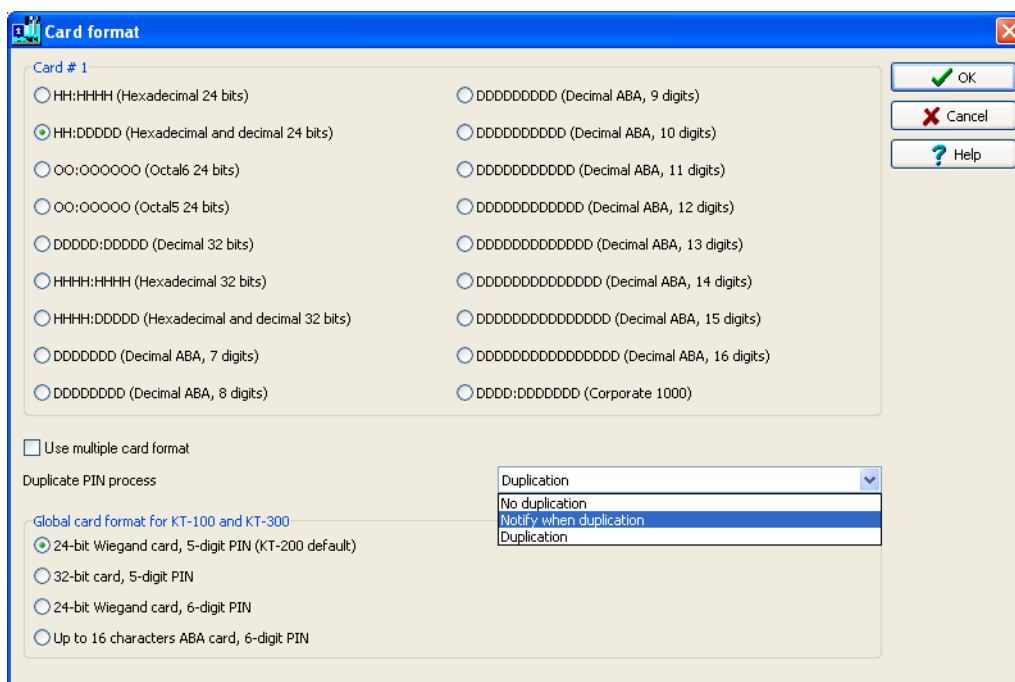 Card format
Card # 1
HH:HHHH (Hexadecimal 24 bits)
HH:DDDDD (Hexadecimal and decimal 24 bits)
OO:OOOOOO (Octal6 24 bits)
OO:OOOOO (Octal5 24 bits)
DDDDD:DDDDD (Decimal 32 bits)
HHHH:HHHH (Hexadecimal 32 bits)
HHHH:DDDDD (Hexadecimal and decimal 32 bits)
DDDDDDD (Decimal ABA, 7 digits)
DDDDDDDD (Decimal ABA, 8 digits)
DDDDDDDDD (Decimal ABA, 9 digits)
DDDDDDDDDD (Decimal ABA, 10 digits)
DDDDDDDDDDD (Decimal ABA, 11 digits)
DDDDDDDDDDDD (Decimal ABA, 12 digits)
DDDDDDDDDDDDD (Decimal ABA, 13 digits)
DDDDDDDDDDDDDD (Decimal ABA, 14 digits)
DDDDDDDDDDDDDDD (Decimal ABA, 15 digits)
DDDDDDDDDDDDDDDD (Decimal ABA, 16 digits)
DDDD:DDDDDDD (Corporate 1000)
OK
Cancel
Help
Use multiple card format
Duplicate PIN process
Duplication
No duplication
Notify when duplication
Duplication
Global card format for KT-100 and KT-300
24-bit Wiegand card, 5-digit PIN (KT-200 default)
32-bit card, 5-digit PIN
24-bit Wiegand card, 6-digit PIN
Up to 16 characters ABA card, 6-digit PIN